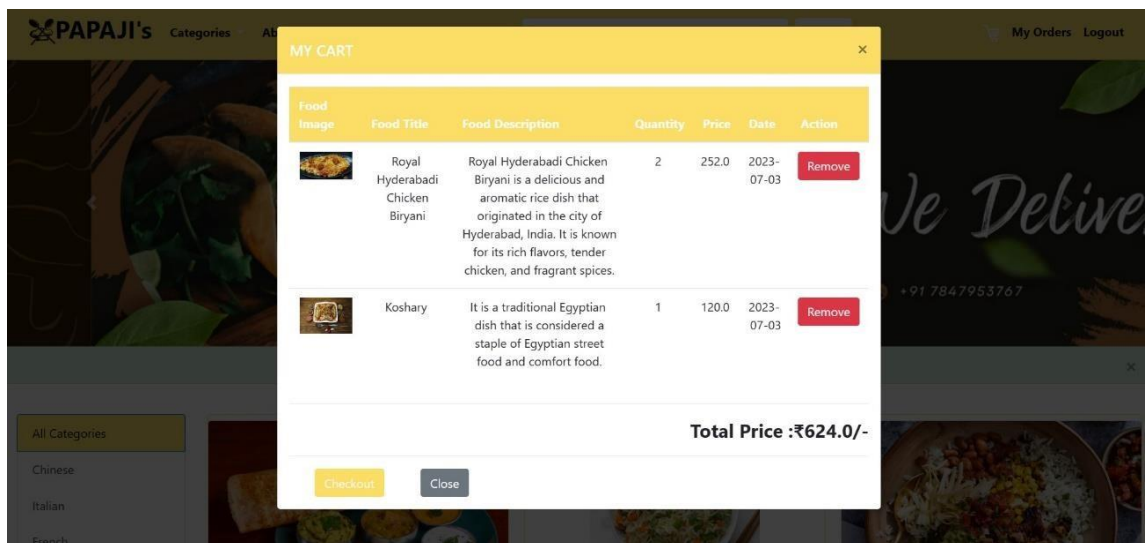 PAPAJI's Categories Ab My Orders Logout
MY CART ×
Food
Image Food Title Food Description Quantity Price Date Action
Royal Royal Hyderabadi Chicken 2 252.0 2023- Remove
Hyderabadi Biryani is a delicious and 07-03
Chicken aromatic rice dish that
Biryani originated in the city of
Hyderabad, India. It is known
for its rich flavors, tender
chicken, and fragrant spices.
We Delive
+91 7847953767
Koshary It is a traditional Egyptian 1 120.0 2023- Remove
dish that is considered a 07-03
staple of Egyptian street
food and comfort food.
×
Total Price :₹624.0/-
All Categories
Chinese
Checkout Close
Italian
French